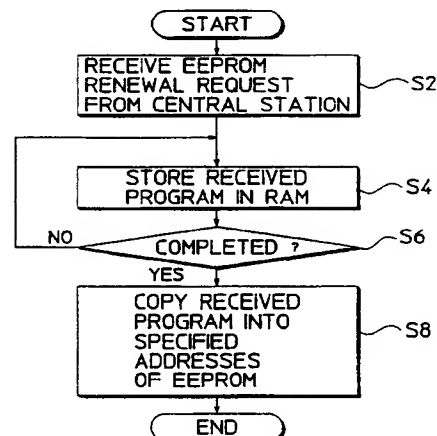 START
RECEIVE EEPROM
RENEWAL REQUEST
FROM CENTRAL STATION
S2
STORE RECEIVED
PROGRAM IN RAM
S4
COMPLETED ?
S6
NO
YES
COPY RECEIVED
PROGRAM INTO
SPECIFIED
ADDRESSES
OF EEPROM
S8
END